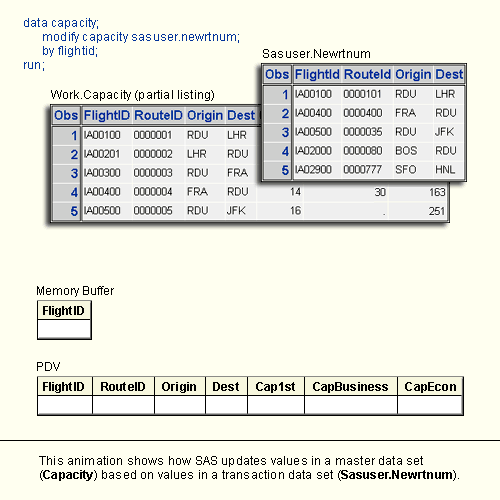 data capacity;
modify capacity sasuser.newrtnum;
by flightid;
run;
Sasuser.Newrtnum
Obs FlightId RouteId Origin Dest
1 IA00100 0000101 RDU LHR
2 IA00400 0000400 FRA RDU
3 IA00500 0000035 RDU JFK
4 IA02000 0000080 BOS RDU
5 IA02900 0000777 SFO HNL
Work.Capacity (partial listing)
Obs FlightID RouteID Origin Dest
1 IA00100 0000001 RDU LHR
2 IA00201 0000002 LHR RDU
3 IA00300 0000003 RDU FRA
4 IA00400 0000004 FRA RDU 14 30 163
5 IA00500 0000005 RDU JFK 16 . 251
Memory Buffer
FlightID
PDV
FlightID RouteID Origin Dest Cap1st CapBusiness CapEcon
This animation shows how SAS updates values in a master data set
(Capacity) based on values in a transaction data set (Sasuser.Newrtnum).